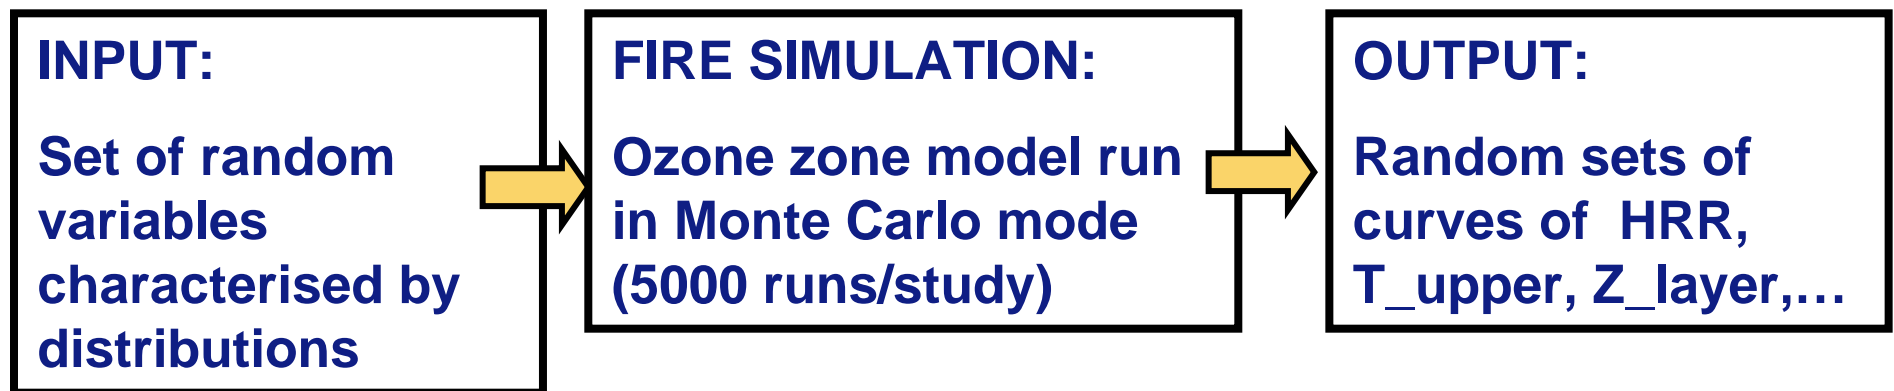 INPUT:
Set of random
variables
characterised by
distributions
FIRE SIMULATION:
Ozone zone model run
in Monte Carlo mode
(5000 runs/study)
OUTPUT:
Random sets of
curves of  HRR,
T_upper, Z_layer,…